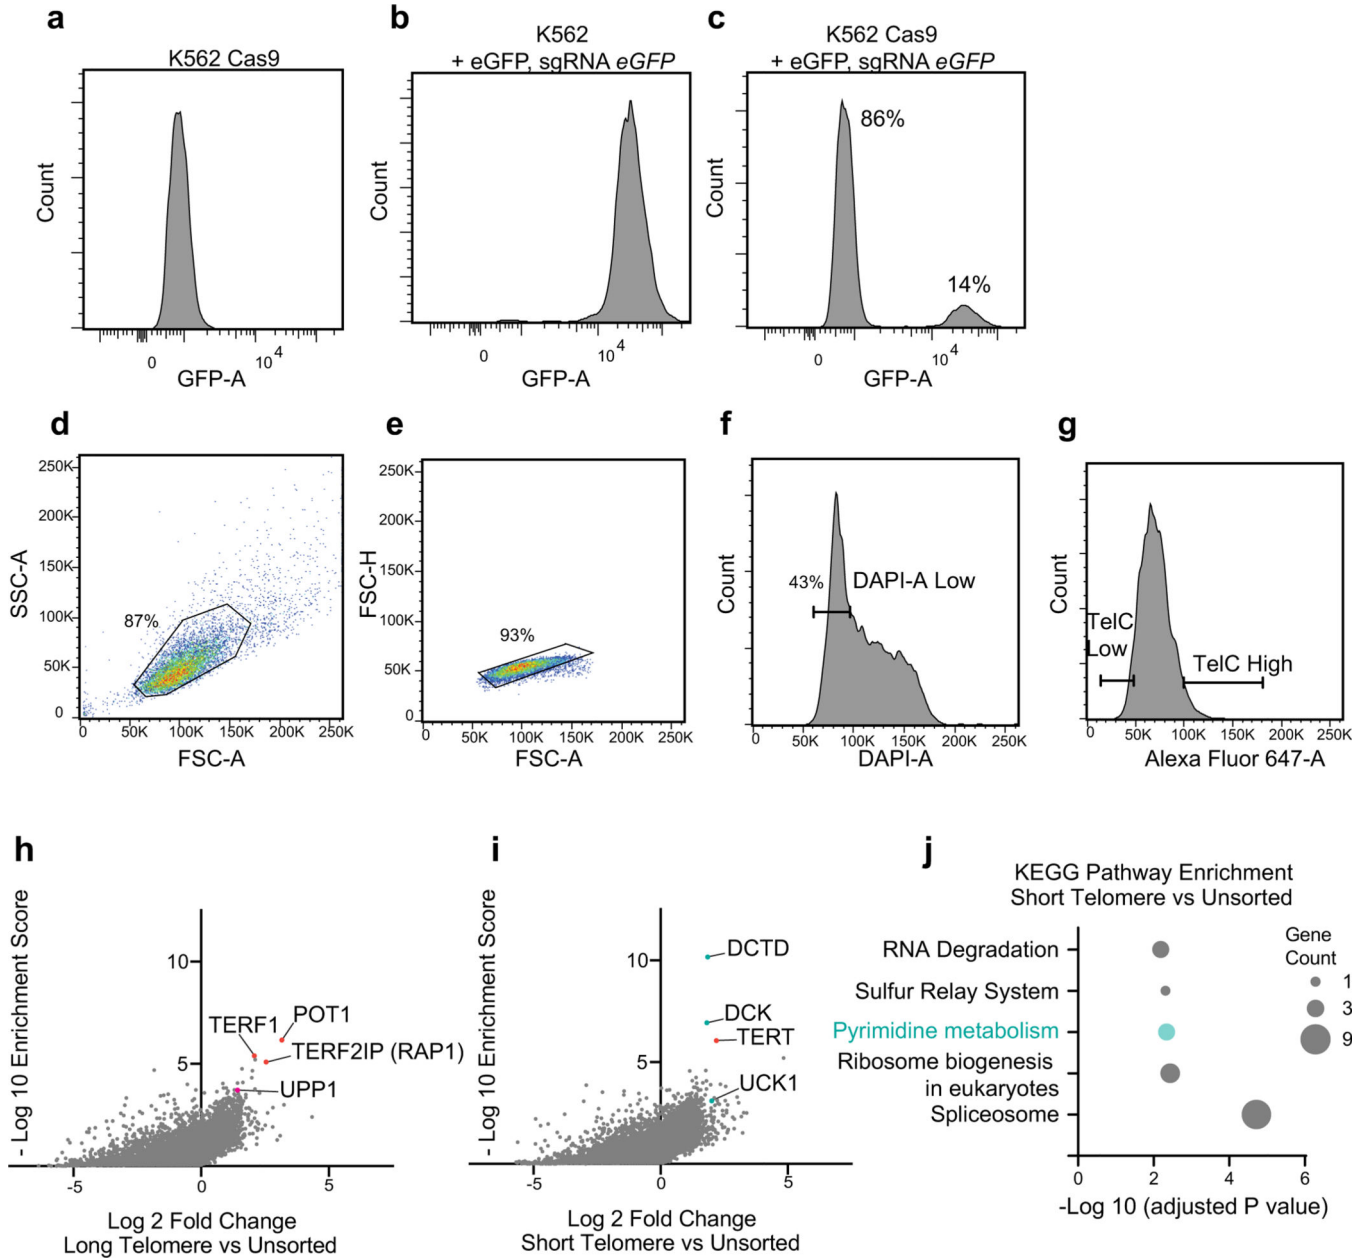 a
K562 Cas9
Count
0
10^4
GFP-A
b
K562
+ eGFP, sgRNA eGFP
Count
0
10^4
GFP-A
c
K562 Cas9
+ eGFP, sgRNA eGFP
Count
86%
14%
0
10^4
GFP-A
d
SSC-A
250K
200K
150K
100K
50K
0
87%
0 50K 100K 150K 200K 250K
FSC-A
e
FSC-H
250K
200K
150K
100K
50K
0
93%
0 50K 100K 150K 200K 250K
FSC-A
f
Count
43%
DAPI-A Low
0 50K 100K 150K 200K 250K
DAPI-A
g
Count
TelC
Low
TelC High
0 50K 100K 150K 200K 250K
Alexa Fluor 647-A
h
- Log 10 Enrichment Score
10
5
POT1
TERF1
TERF2IP (RAP1)
UPP1
-5 0 5
Log 2 Fold Change
Long Telomere vs Unsorted
i
- Log 10 Enrichment Score
10
5
DCTD
DCK
TERT
UCK1
-5 0 5
Log 2 Fold Change
Short Telomere vs Unsorted
j
KEGG Pathway Enrichment
Short Telomere vs Unsorted
RNA Degradation
Sulfur Relay System
Pyrimidine metabolism
Ribosome biogenesis
in eukaryotes
Spliceosome
Gene
Count
1
3
9
0 2 4 6
-Log 10 (adjusted P value)